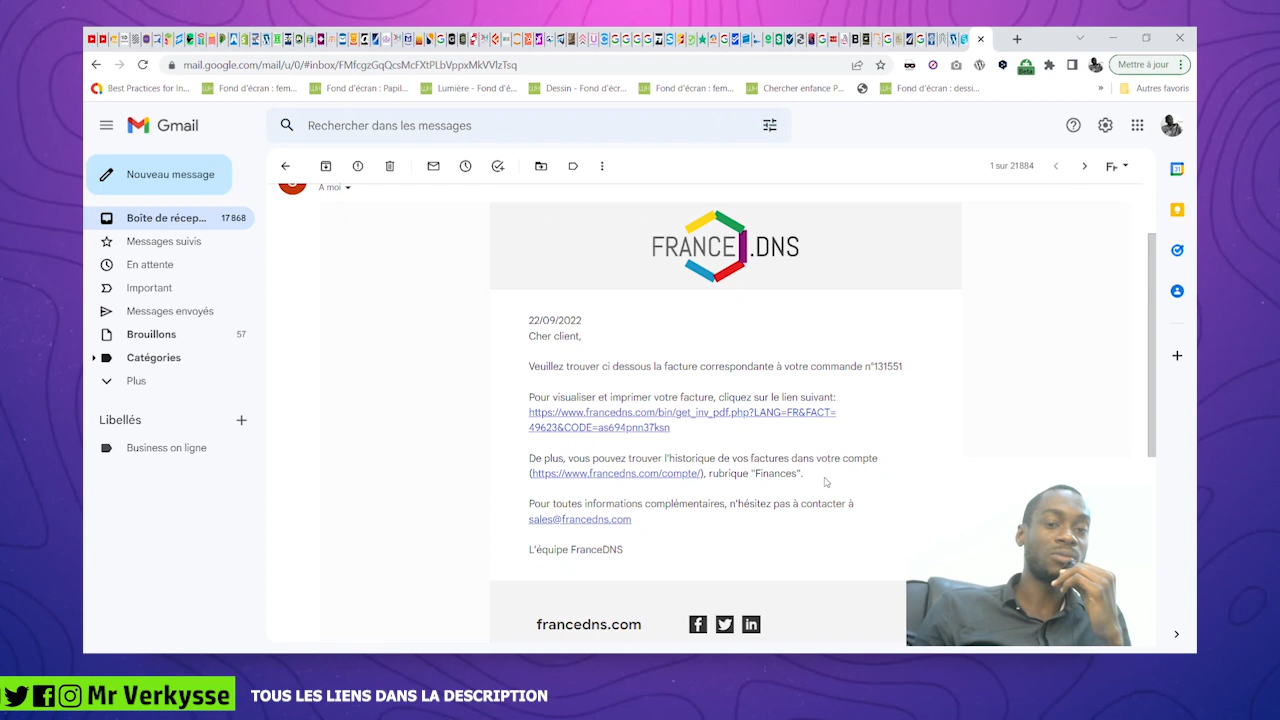 mail.google.com/mail/u/0/#inbox/FMfcgzGqQcsMcFXtPLbVppxMkVVlzTsq
Mettre à jour
Best Practices for In...
Fond d'écran : fem...
Fond d'écran : Papil...
Lumière - Fond d'é...
Dessin - Fond d'écr...
Fond d'écran : fem...
Chercher enfance P...
Fond d'écran : dessi...
Autres favoris
Gmail
Rechercher dans les messages
Nouveau message
1 sur 21884
À moi
Boîte de récep... 17 868
Messages suivis
En attente
Important
Messages envoyés
Brouillons 57
Catégories
Plus
Libellés
Business on ligne
FRANCE.DNS
22/09/2022
Cher client,
Veuillez trouver ci dessous la facture correspondante à votre commande n°131551
Pour visualiser et imprimer votre facture, cliquez sur le lien suivant:
https://www.francedns.com/bin/get_inv_pdf.php?LANG=FR&FACT=
49623&CODE=as694pnn37ksn
De plus, vous pouvez trouver l'historique de vos factures dans votre compte
(https://www.francedns.com/compte/), rubrique "Finances".
Pour toutes informations complémentaires, n'hésitez pas à contacter à
sales@francedns.com
L'équipe FranceDNS
francedns.com
Mr Verkysse
TOUS LES LIENS DANS LA DESCRIPTION